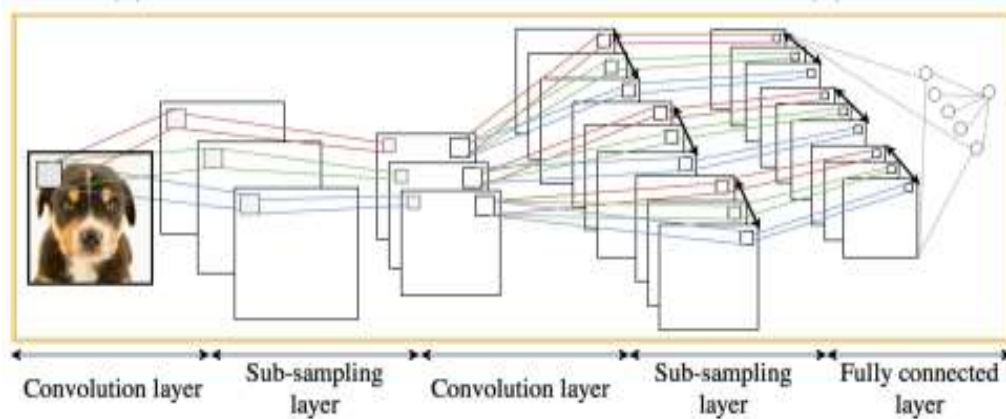 Convolution layer
Sub-sampling
layer
Convolution layer
Sub-sampling
layer
Fully connected
layer